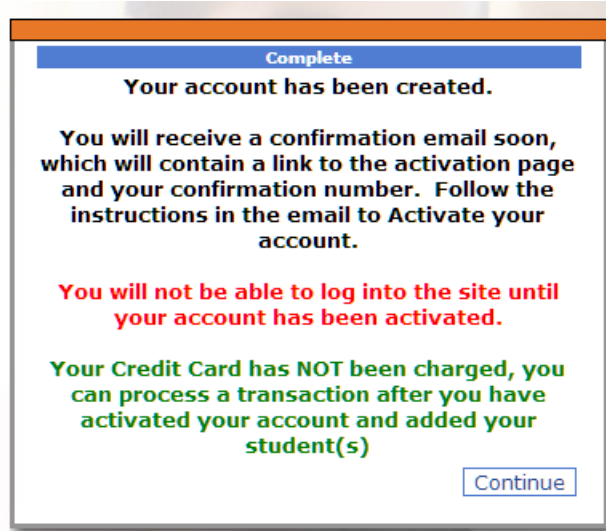 Complete
Your account has been created.
You will receive a confirmation email soon,
which will contain a link to the activation page
and your confirmation number. Follow the
instructions in the email to Activate your
account.
You will not be able to log into the site until
your account has been activated.
Your Credit Card has NOT been charged, you
can process a transaction after you have
activated your account and added your
student(s)
Continue